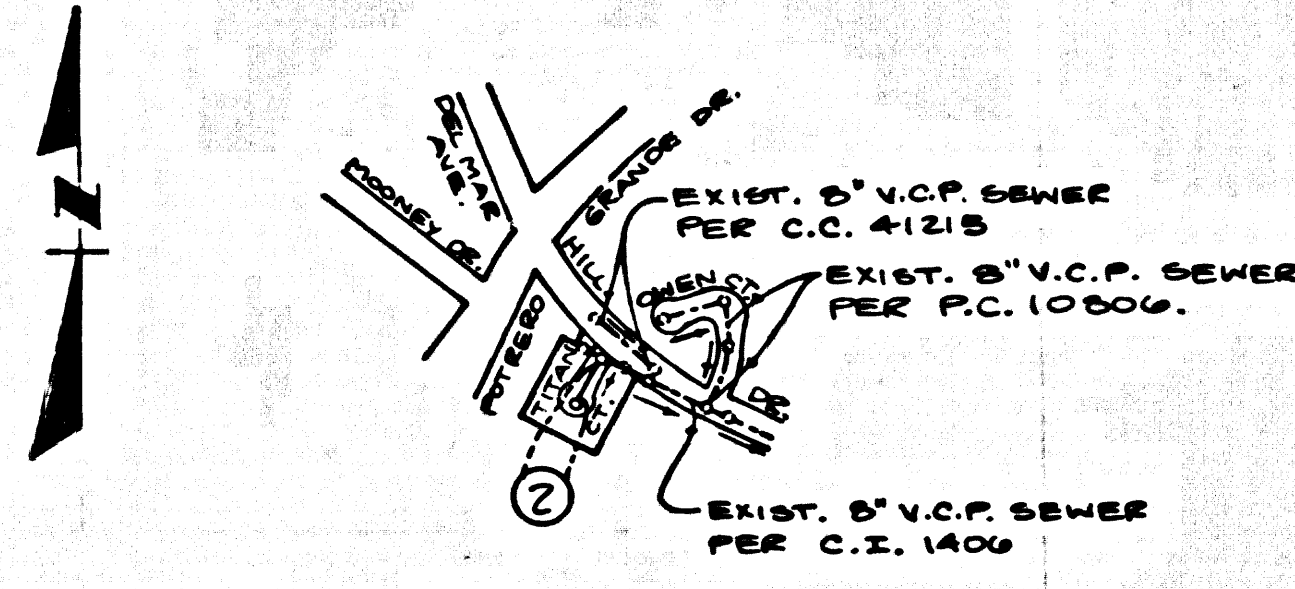 N
DEL MAR
AVE.
MOONEY DR.
GRANDE DR.
HILL
EXIST. 8" V.C.P. SEWER
PER C.C. 41215
OWEN CT.
EXIST. 8" V.C.P. SEWER
PER P.C. 10806.
POTRERO
TITAN
CT.
DR.
2
EXIST. 8" V.C.P. SEWER
PER C.I. 1406